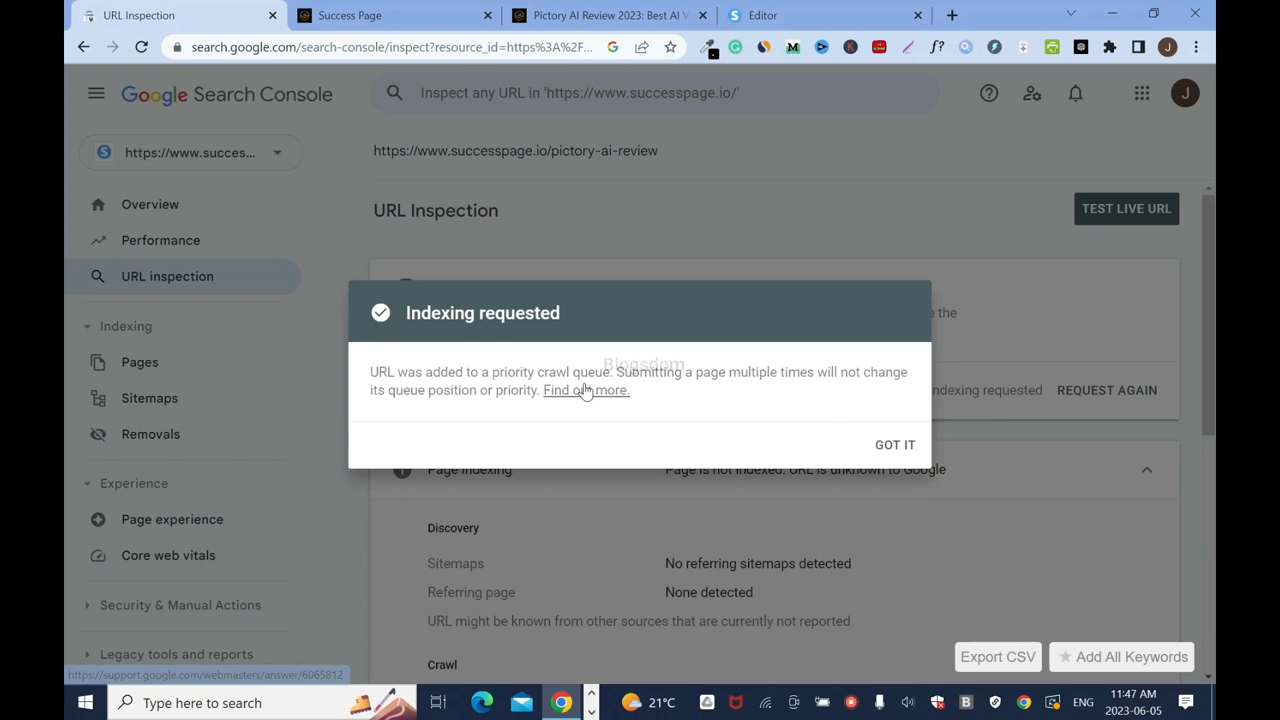 URL Inspection
Success Page
Pictory AI Review 2023: Best AI V
Editor
search.google.com/search-console/inspect?resource_id=https%3A%2F...
Google Search Console
Inspect any URL in 'https://www.successpage.io/'
J
https://www.succes...
https://www.successpage.io/pictory-ai-review
Overview
URL Inspection
TEST LIVE URL
Performance
URL inspection
Indexing requested
e the
Indexing
Blogsdom
Pages
URL was added to a priority crawl queue. Submitting a page multiple times will not change
its queue position or priority. Find out more.
ndexing requested
REQUEST AGAIN
Sitemaps
Removals
GOT IT
Page indexing
Page is not indexed: URL is unknown to Google
Experience
Page experience
Discovery
Core web vitals
Sitemaps
No referring sitemaps detected
Referring page
None detected
Security & Manual Actions
URL might be known from other sources that are currently not reported
Legacy tools and reports
Crawl
Export CSV
Add All Keywords
https://support.google.com/webmasters/answer/6065812
Type here to search
21°C
ENG
11:47 AM
2023-06-05